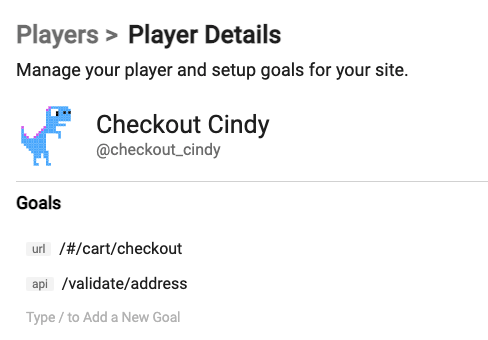 Players > Player Details
Manage your player and setup goals for your site.
Checkout Cindy
@checkout_cindy
Goals
url /#/cart/checkout
api /validate/address
Type / to Add a New Goal